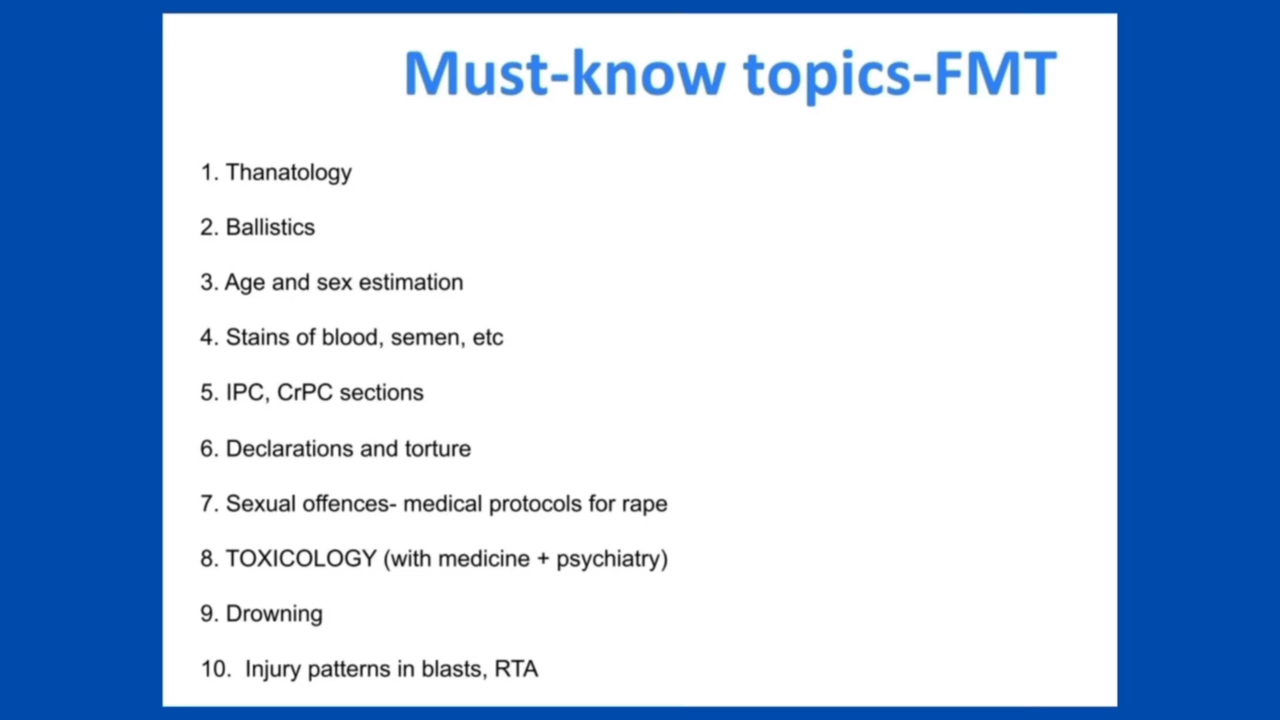 Must-know topics-FMT
1. Thanatology
2. Ballistics
3. Age and sex estimation
4. Stains of blood, semen, etc
5. IPC, CrPC sections
6. Declarations and torture
7. Sexual offences- medical protocols for rape
8. TOXICOLOGY (with medicine + psychiatry)
9. Drowning
10. Injury patterns in blasts, RTA